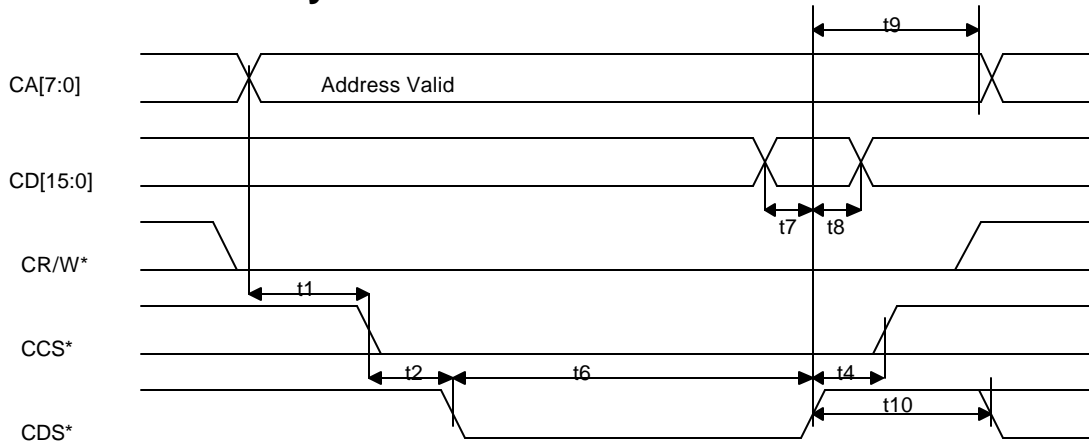 t9
CA[7:0]
Address Valid
CD[15:0]
t7
t8
CR/W*
t1
CCS*
t2
t6
t4
t10
CDS*